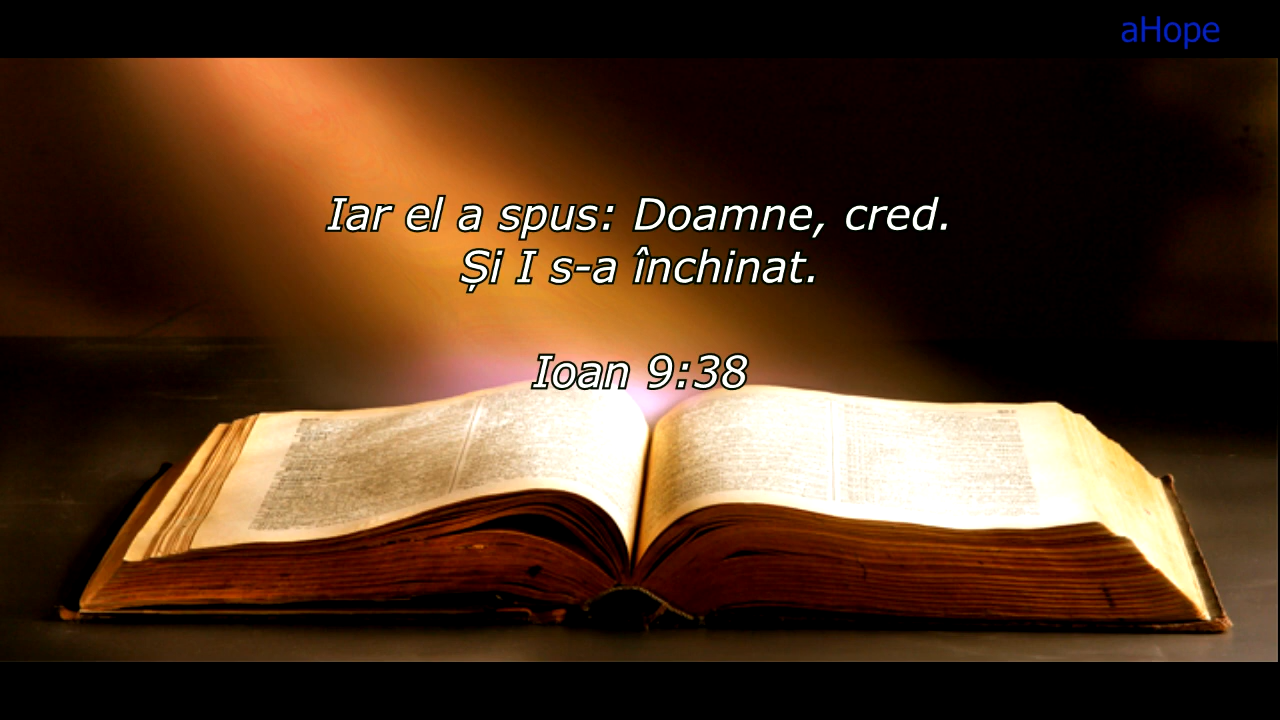 aHope
Iar el a spus: Doamne, cred.
Și I s-a închinat.
Ioan 9:38